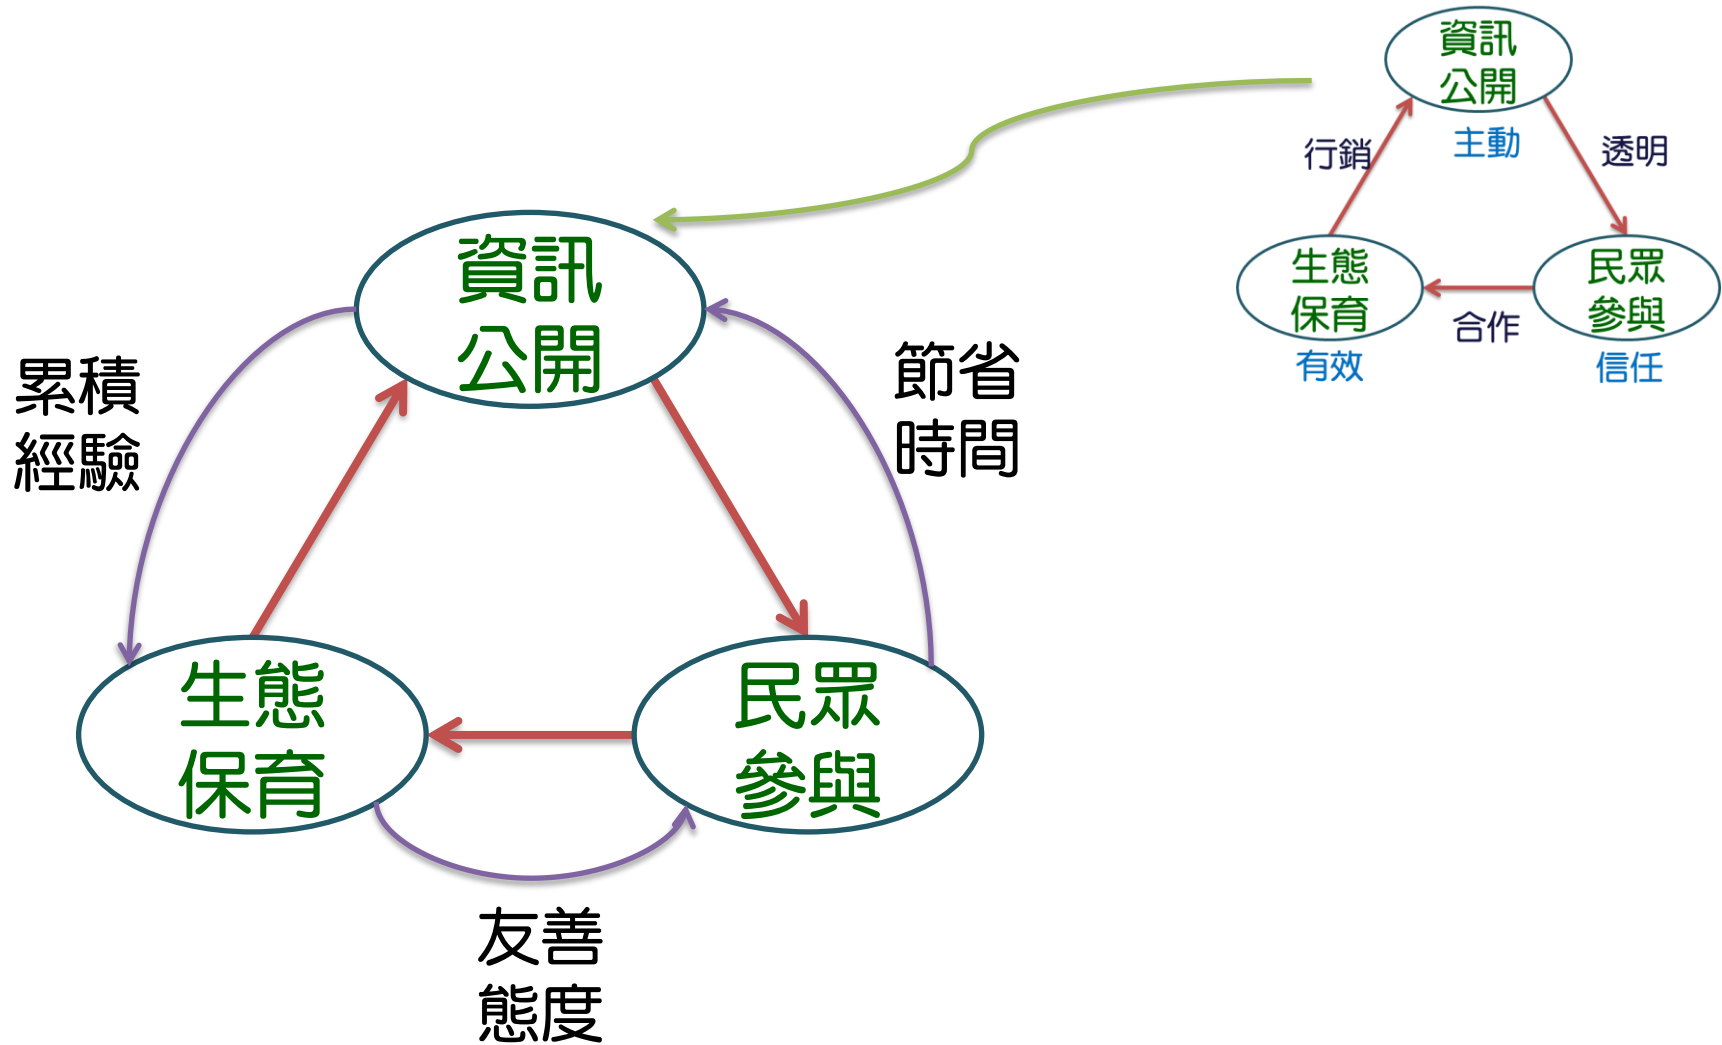 資訊
公開
主動
行銷
透明
生態
保育
有效
合作
民眾
參與
信任
資訊
公開
累積
經驗
節省
時間
生態
保育
民眾
參與
友善
態度